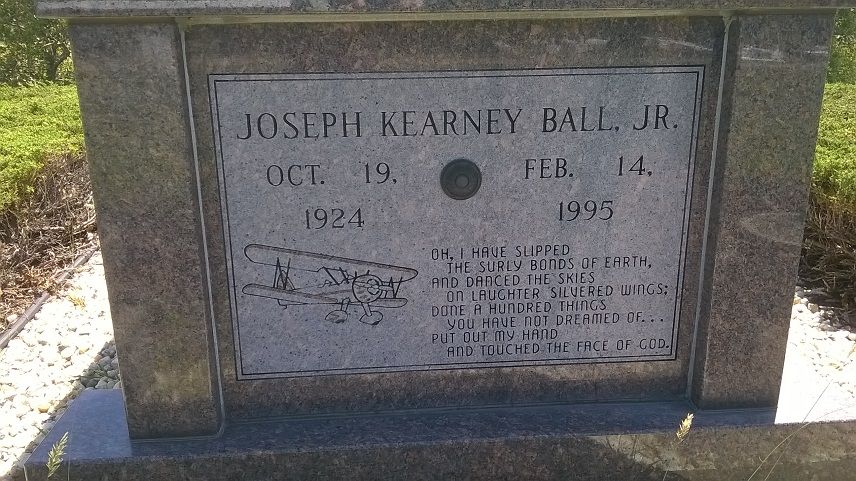 JOSEPH KEARNEY BALL, JR.
OCT. 19,
1924
FEB. 14,
1995
OH, I HAVE SLIPPED
THE SURLY BONDS OF EARTH,
AND DANCED THE SKIES
ON LAUGHTER SILVERED WINGS;
DONE A HUNDRED THINGS
YOU HAVE NOT DREAMED OF...
PUT OUT MY HAND
AND TOUCHED THE FACE OF GOD.